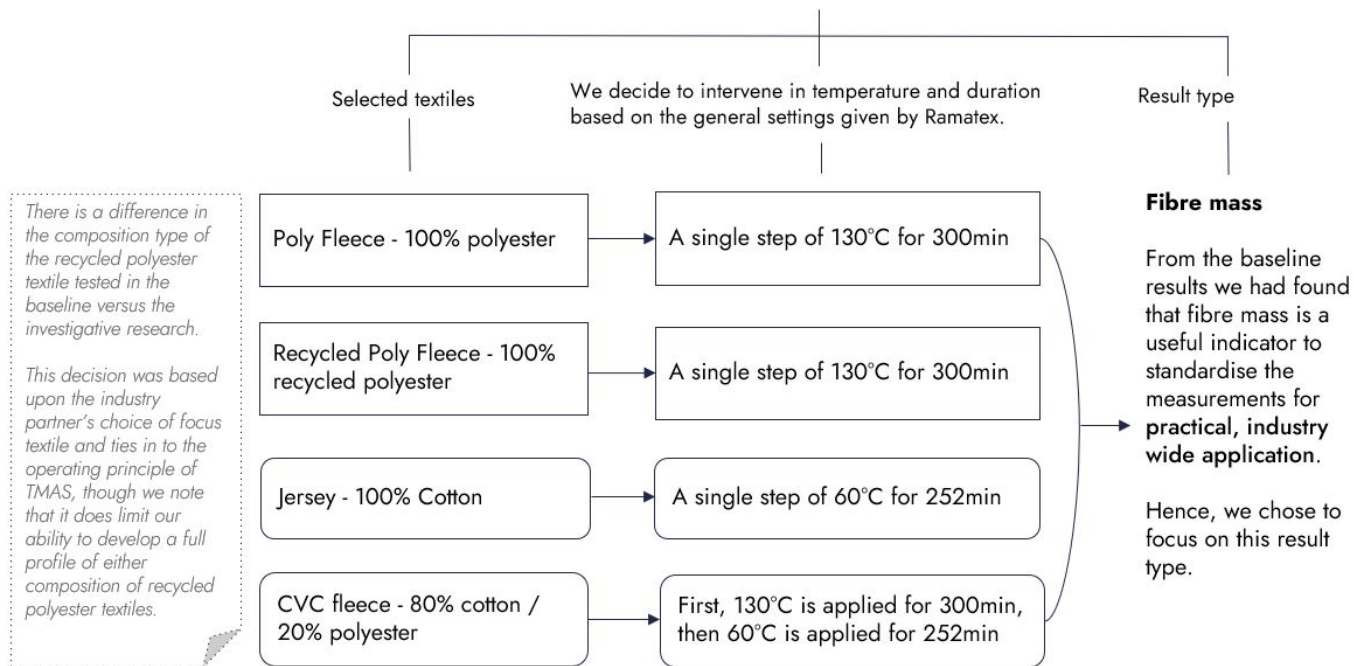 Selected textiles
We decide to intervene in temperature and duration
based on the general settings given by Ramatex.
Result type
There is a difference in
the composition type of
the recycled polyester
textile tested in the
baseline versus the
investigative research.
This decision was based
upon the industry
partner's choice of focus
textile and ties in to the
operating principle of
TMAS, though we note
that it does limit our
ability to develop a full
profile of either
composition of recycled
polyester textiles.
Poly Fleece - 100% polyester
A single step of 130°C for 300min
Recycled Poly Fleece - 100%
recycled polyester
A single step of 130°C for 300min
Jersey - 100% Cotton
A single step of 60°C for 252min
CVC fleece - 80% cotton /
20% polyester
First, 130°C is applied for 300min,
then 60°C is applied for 252min
Fibre mass
From the baseline
results we had found
that fibre mass is a
useful indicator to
standardise the
measurements for
practical, industry
wide application.
Hence, we chose to
focus on this result
type.